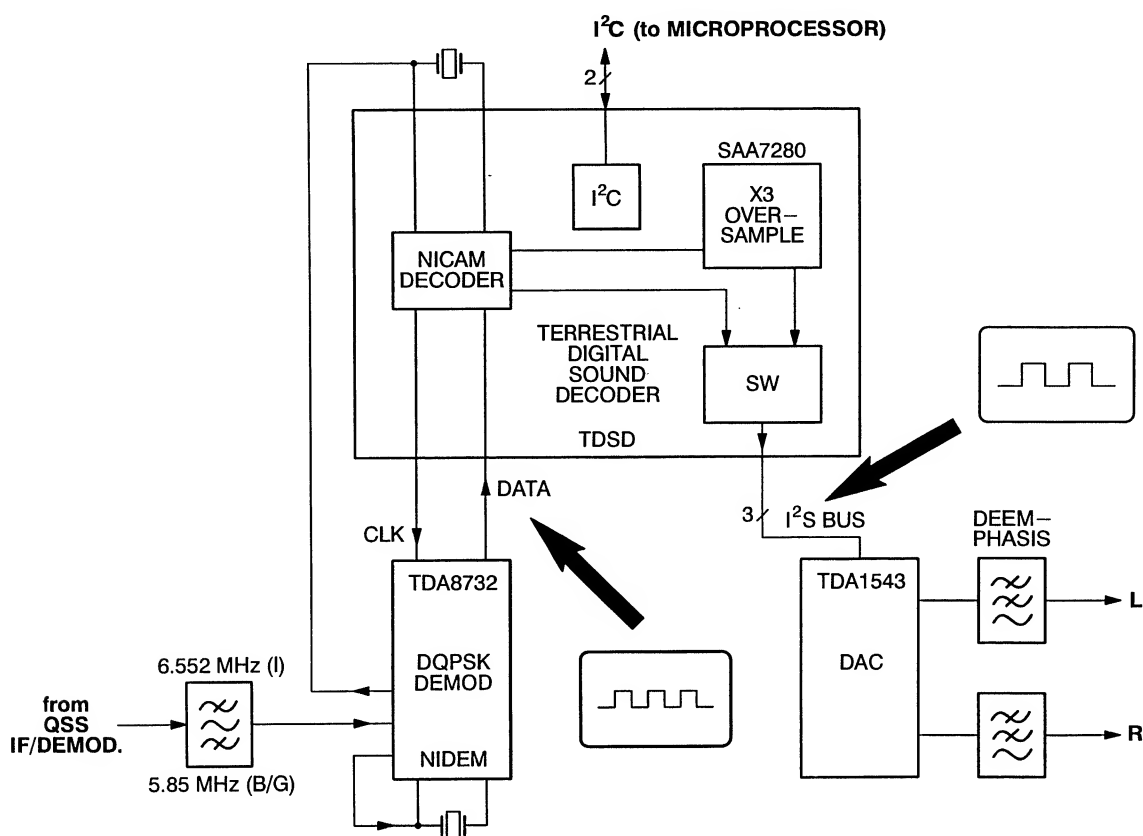 I²C (to MICROPROCESSOR)
2
SAA7280
I²C
X3
OVER–
SAMPLE
NICAM
DECODER
TERRESTRIAL
DIGITAL
SOUND
DECODER
SW
TDSD
DATA
CLK
3
I²S BUS
DEEM–
PHASIS
TDA8732
DQPSK
DEMOD
NIDEM
TDA1543
DAC
L
R
6.552 MHz (I)
from
QSS
IF/DEMOD.
5.85 MHz (B/G)